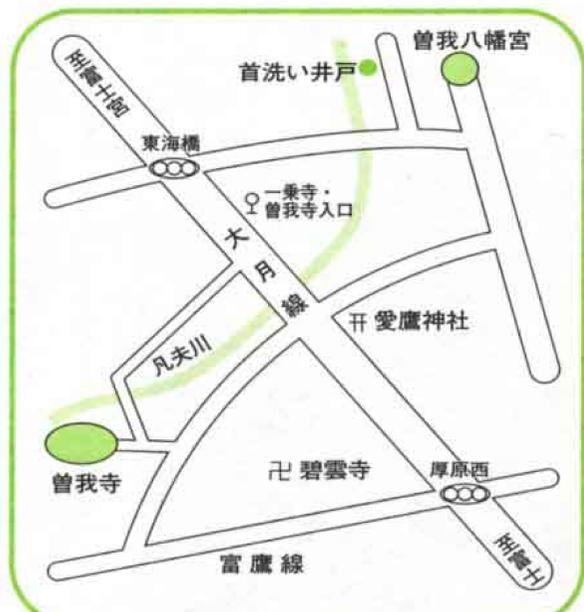 曽我八幡宮
首洗い井戸
至富士宮
東海橋
一乗寺・
曽我寺入口
大月線
愛鷹神社
凡夫川
曽我寺
卍 碧雲寺
厚原西
富鷹線
至富士